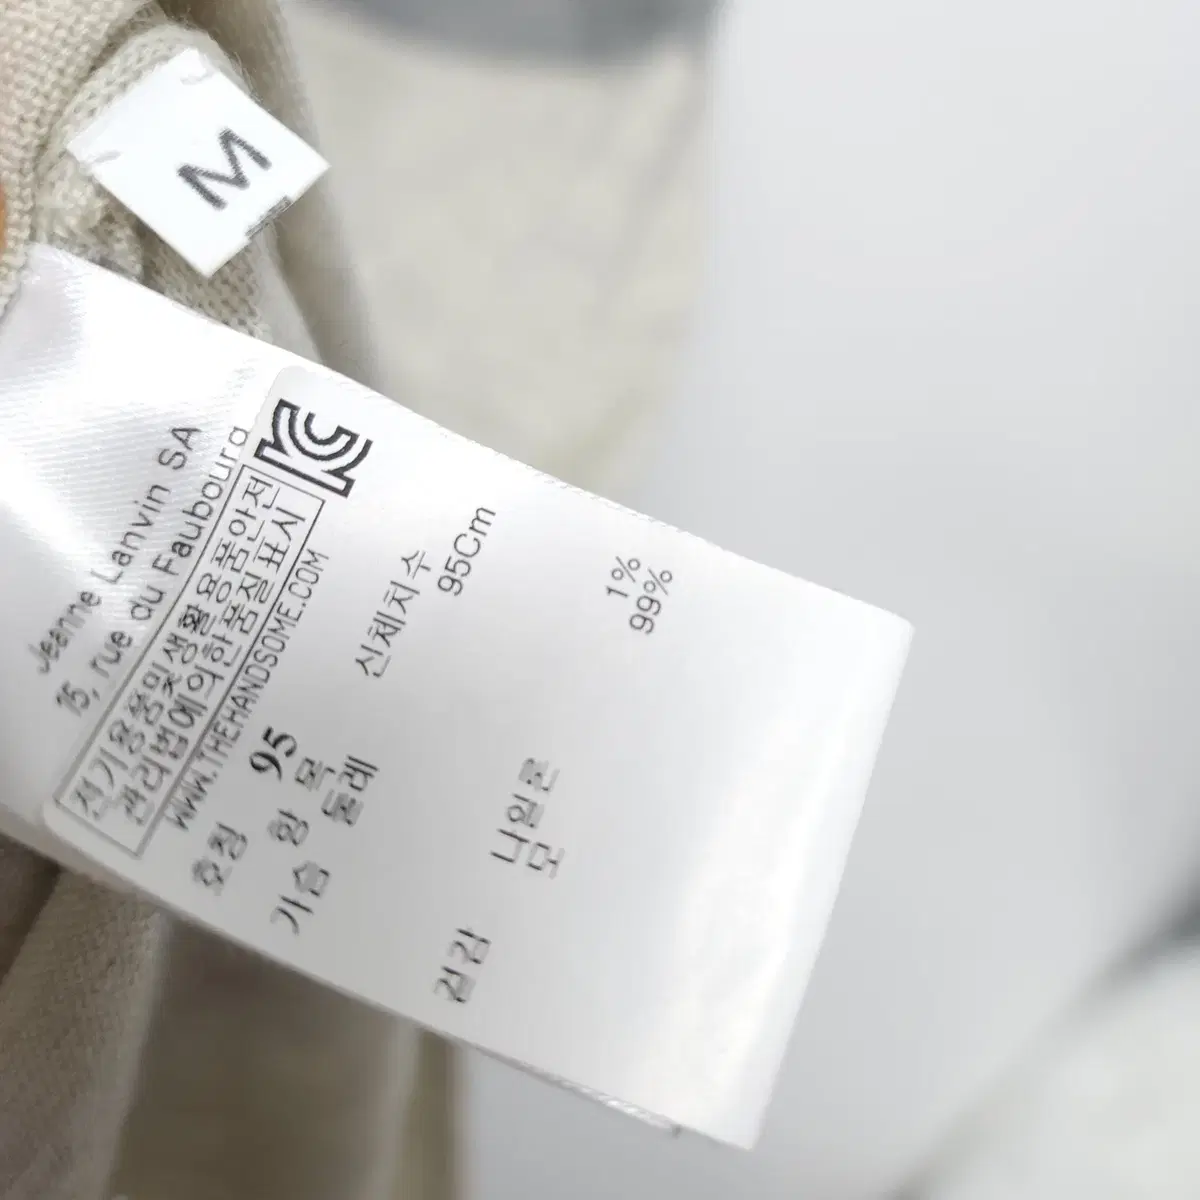 M
Jeanne Lanvin SA
15, rue du Faubourg
전기용품및생활용품안전
관리법에의한품질표시
WWW.THEHANDSOME.COM
호칭 95
항목 신체치수
가슴둘레 95Cm
겉감 나일론 1%
모 99%